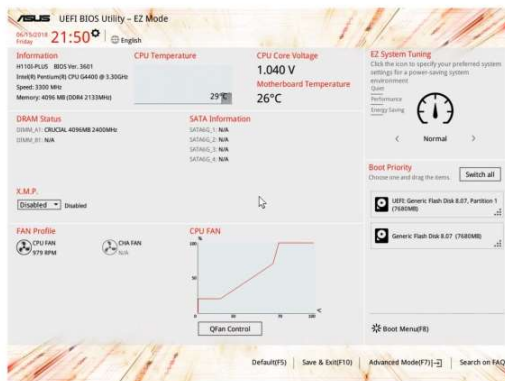 ASUS UEFI BIOS Utility – EZ Mode
06/15/2018
Friday
21:50
English
Information
H110I-PLUS BIOS Ver. 3601
Intel(R) Pentium(R) CPU G4400 @ 3.30GHz
Speed: 3300 MHz
Memory: 4096 MB (DDR4 2133MHz)
CPU Temperature
29°C
CPU Core Voltage
1.040 V
Motherboard Temperature
26°C
EZ System Tuning
Click the icon to specify your preferred system
settings for a power-saving system
environment
Quiet
Performance
Energy Saving
< Normal >
DRAM Status
DIMM_A1: CRUCIAL 4096MB 2400MHz
DIMM_B1: N/A
SATA Information
SATA6G_1: N/A
SATA6G_2: N/A
SATA6G_3: N/A
SATA6G_4: N/A
Boot Priority
Choose one and drag the items.
Switch all
UEFI: Generic Flash Disk 8.07, Partition 1
(7680MB)
Generic Flash Disk 8.07 (7680MB)
X.M.P.
Disabled Disabled
FAN Profile
CPU FAN
979 RPM
CHA FAN
N/A
CPU FAN
%
100
50
0 30 70 100
QFan Control
Boot Menu(F8)
Default(F5) Save & Exit(F10) Advanced Mode(F7) Search on FAQ